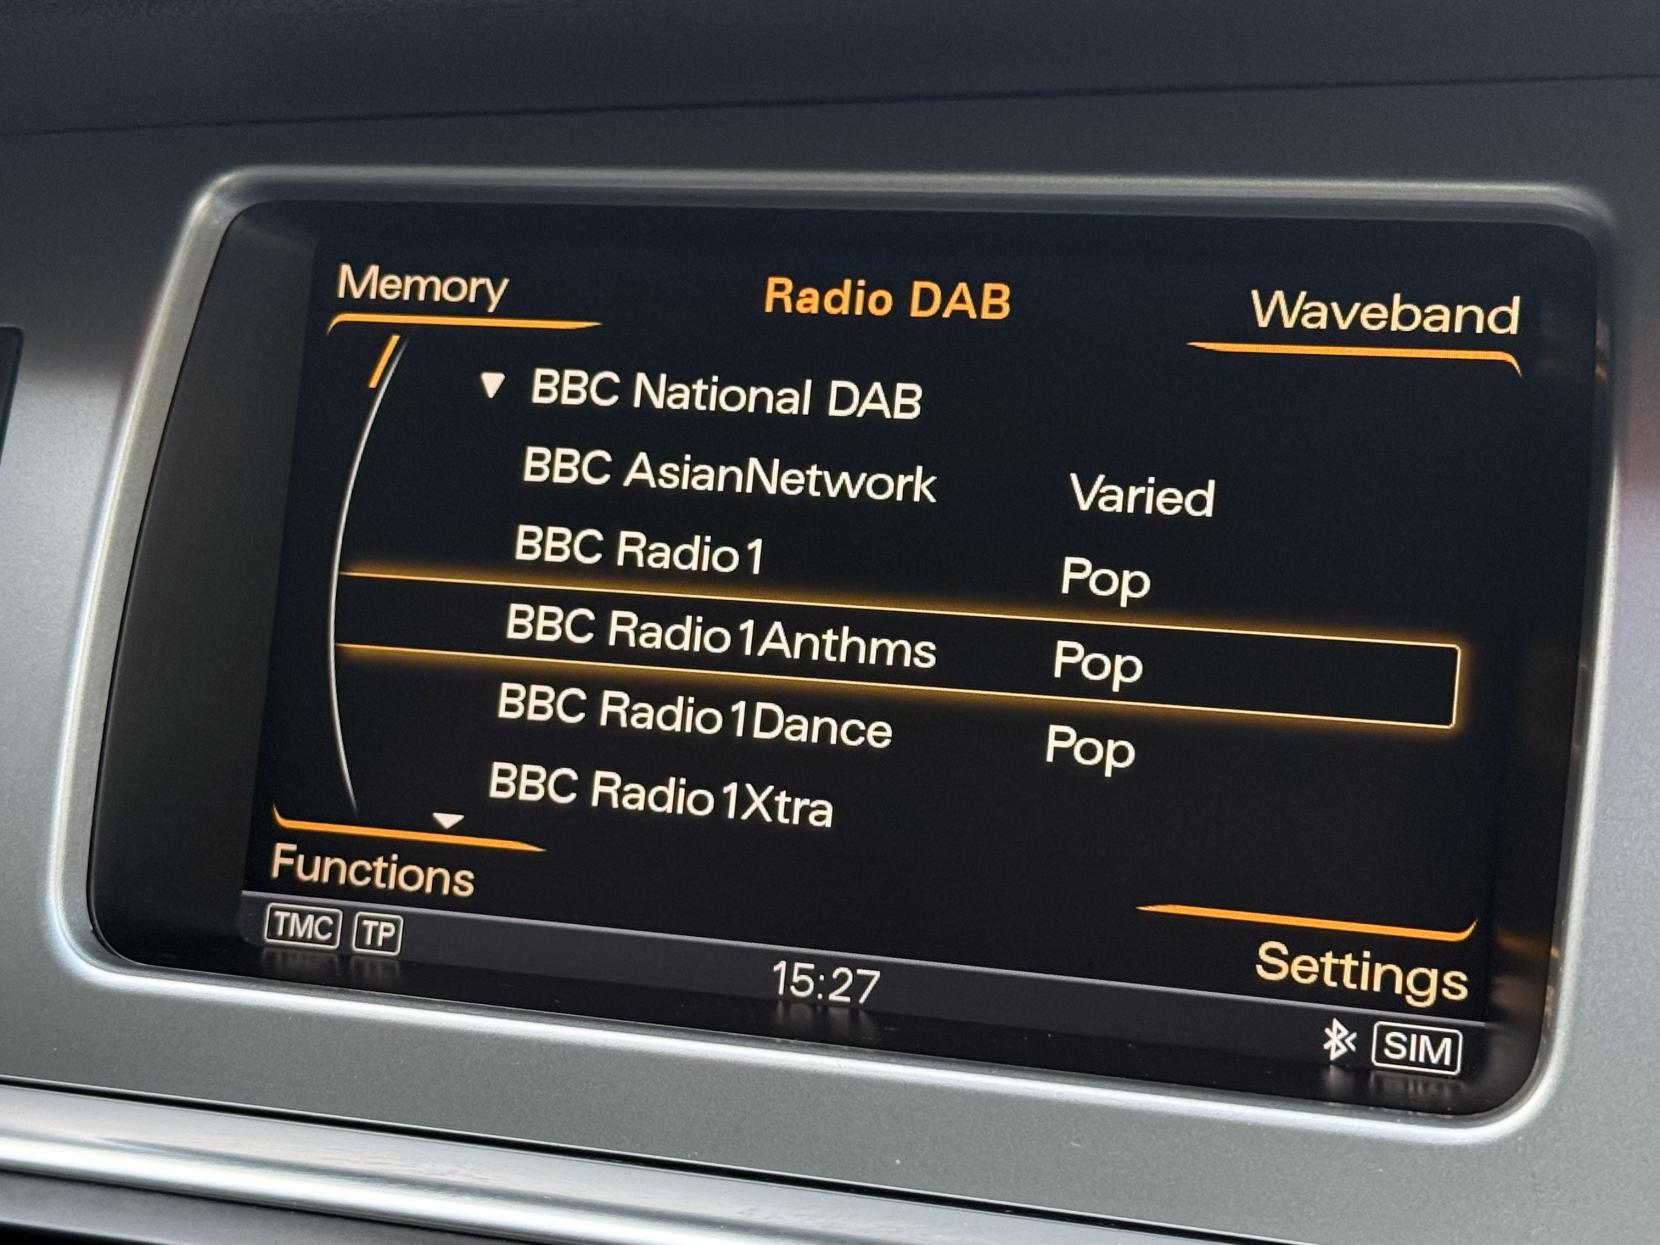 Memory
Radio DAB
Waveband
BBC National DAB
BBC AsianNetwork Varied
BBC Radio1 Pop
BBC Radio1Anthms Pop
BBC Radio1Dance Pop
BBC Radio1Xtra
Functions
Settings
TMC TP
15:27
SIM